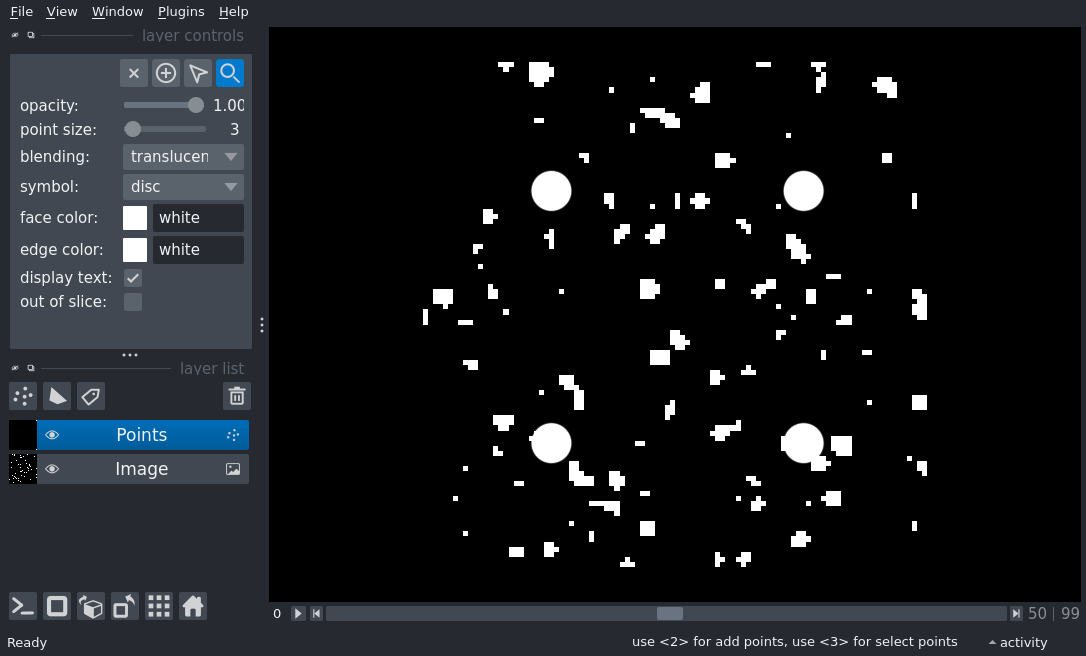 File View Window Plugins Help
layer controls
opacity: 1.00
point size: 3
blending: translucen
symbol: disc
face color: white
edge color: white
display text:
out of slice:
layer list
Points
Image
0 50 99
Ready use <2> for add points, use <3> for select points activity